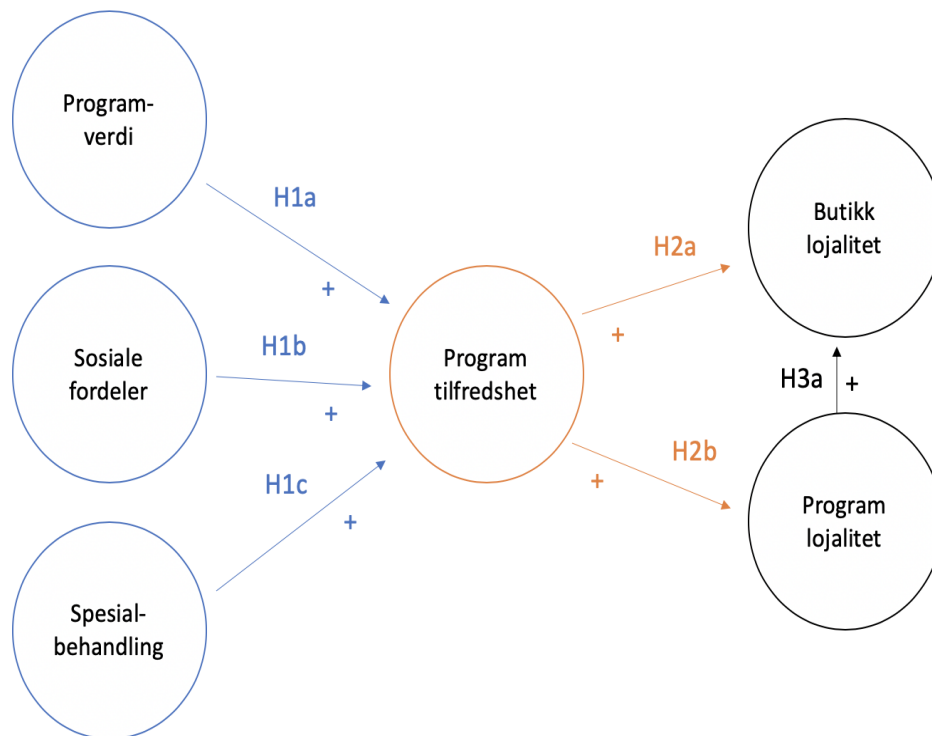 Program-
verdi
H1a
+
Sosiale
fordeler
H1b
+
Spesial-
behandling
H1c
+
Program
tilfredshet
H2a
+
H2b
+
Butikk
lojalitet
H3a
+
Program
lojalitet